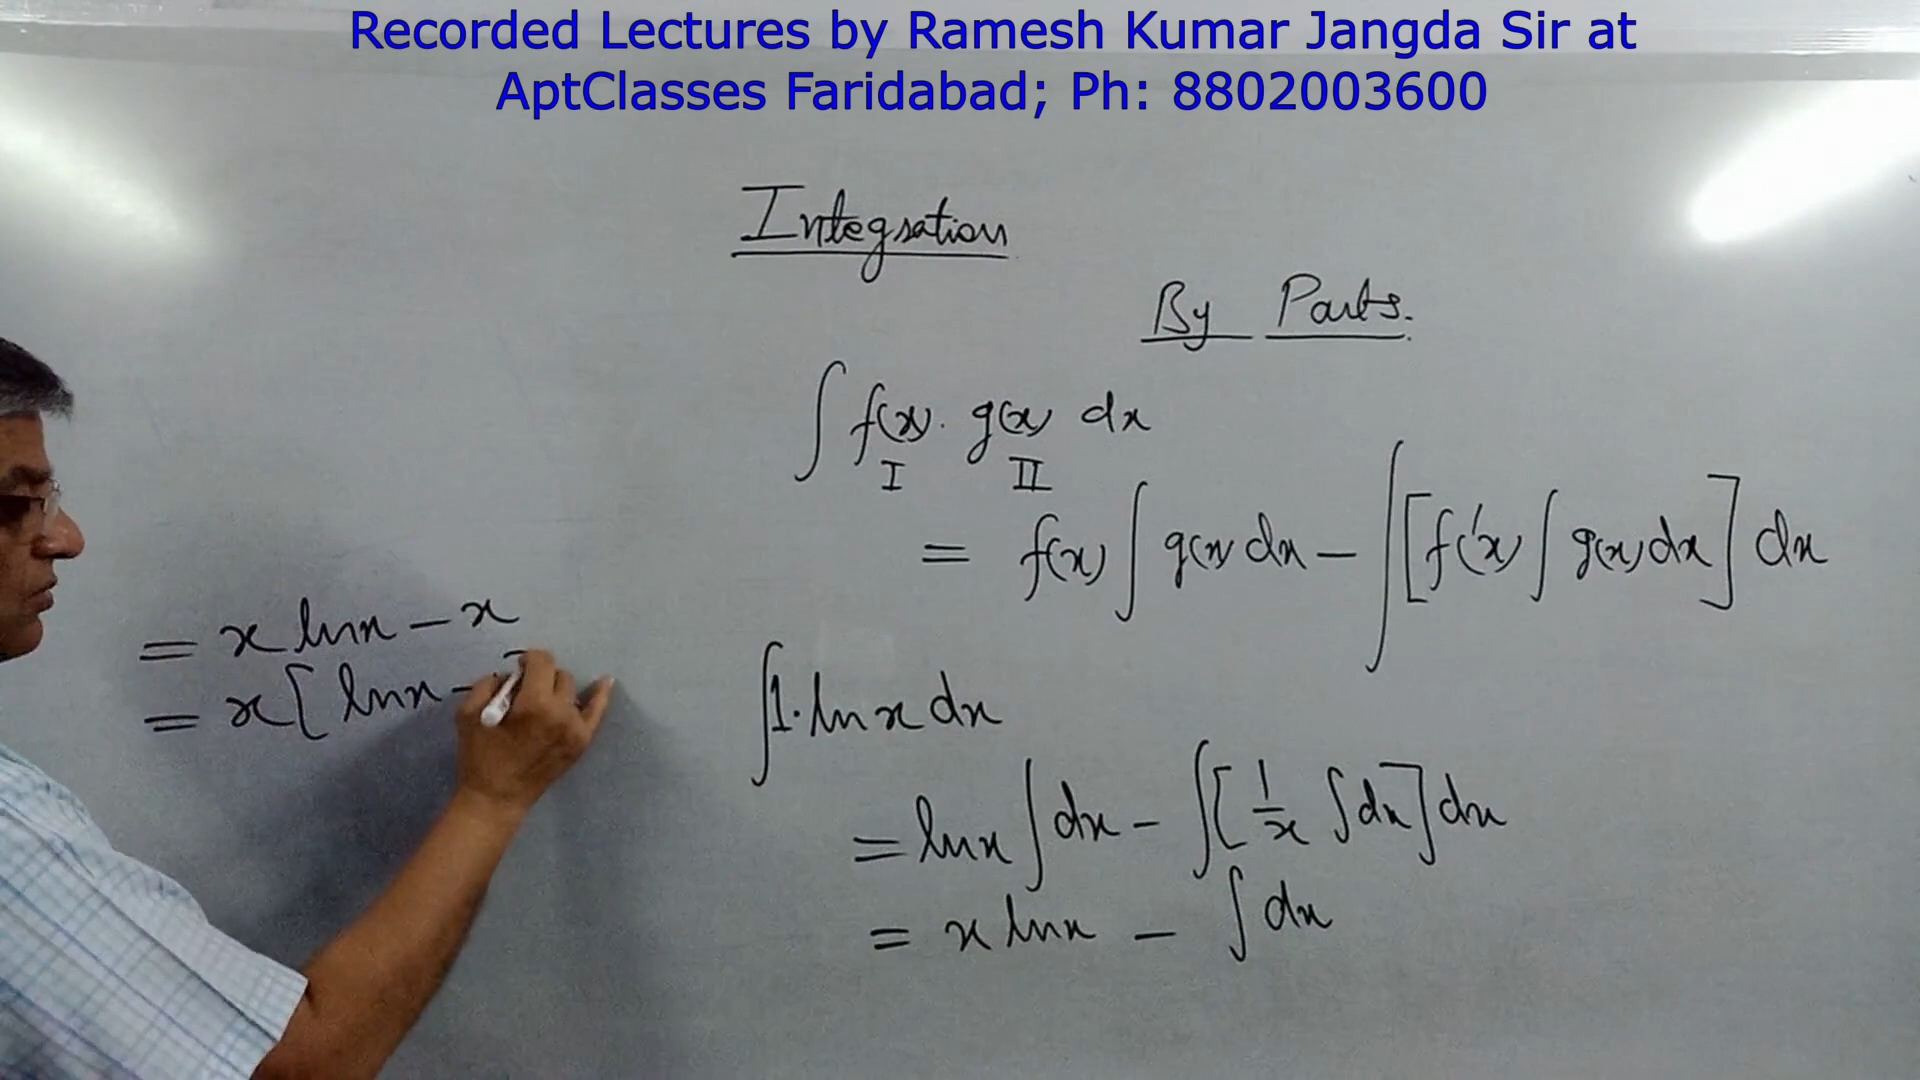 Recorded Lectures by Ramesh Kumar Jangda Sir at
AptClasses Faridabad; Ph: 8802003600
Integration
By Parts.
∫ f(x). g(x) dx
I II
= f(x) ∫ g(x) dx − ∫ [f'(x) ∫ g(x) dx] dx
∫ 1. ln x dx
= ln x ∫ dx − ∫ [1/x ∫ dx] dx
= x ln x − ∫ dx
= x ln x − x
= x [ ln x −